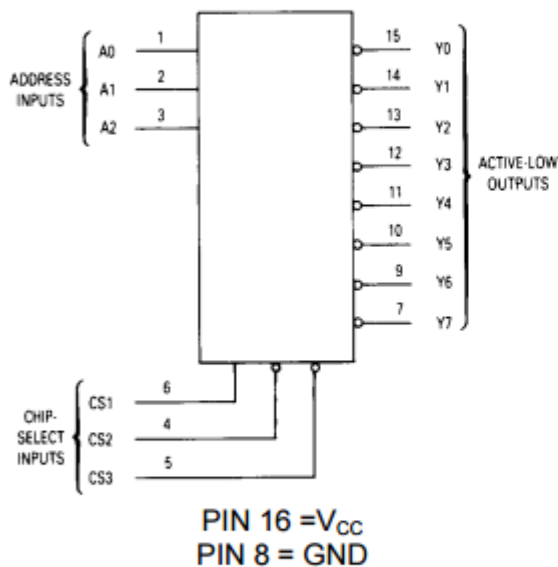 ADDRESS
INPUTS
A0 1
A1 2
A2 3
15 Y0
14 Y1
13 Y2
12 Y3
11 Y4
10 Y5
9 Y6
7 Y7
ACTIVE-LOW
OUTPUTS
CHIP-
SELECT
INPUTS
CS1 6
CS2 4
CS3 5
PIN 16 =VCC
PIN 8 = GND